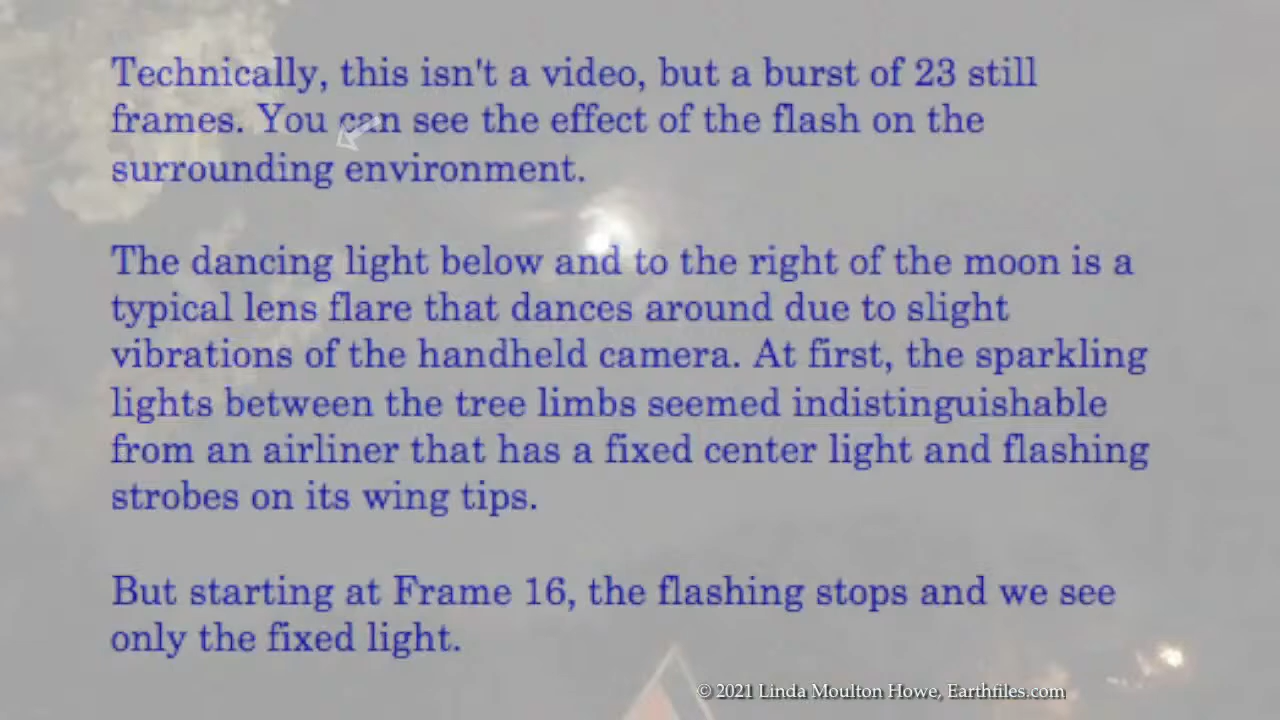 Technically, this isn't a video, but a burst of 23 still
frames. You can see the effect of the flash on the
surrounding environment.
The dancing light below and to the right of the moon is a
typical lens flare that dances around due to slight
vibrations of the handheld camera. At first, the sparkling
lights between the tree limbs seemed indistinguishable
from an airliner that has a fixed center light and flashing
strobes on its wing tips.
But starting at Frame 16, the flashing stops and we see
only the fixed light.
© 2021 Linda Moulton Howe, Earthfiles.com